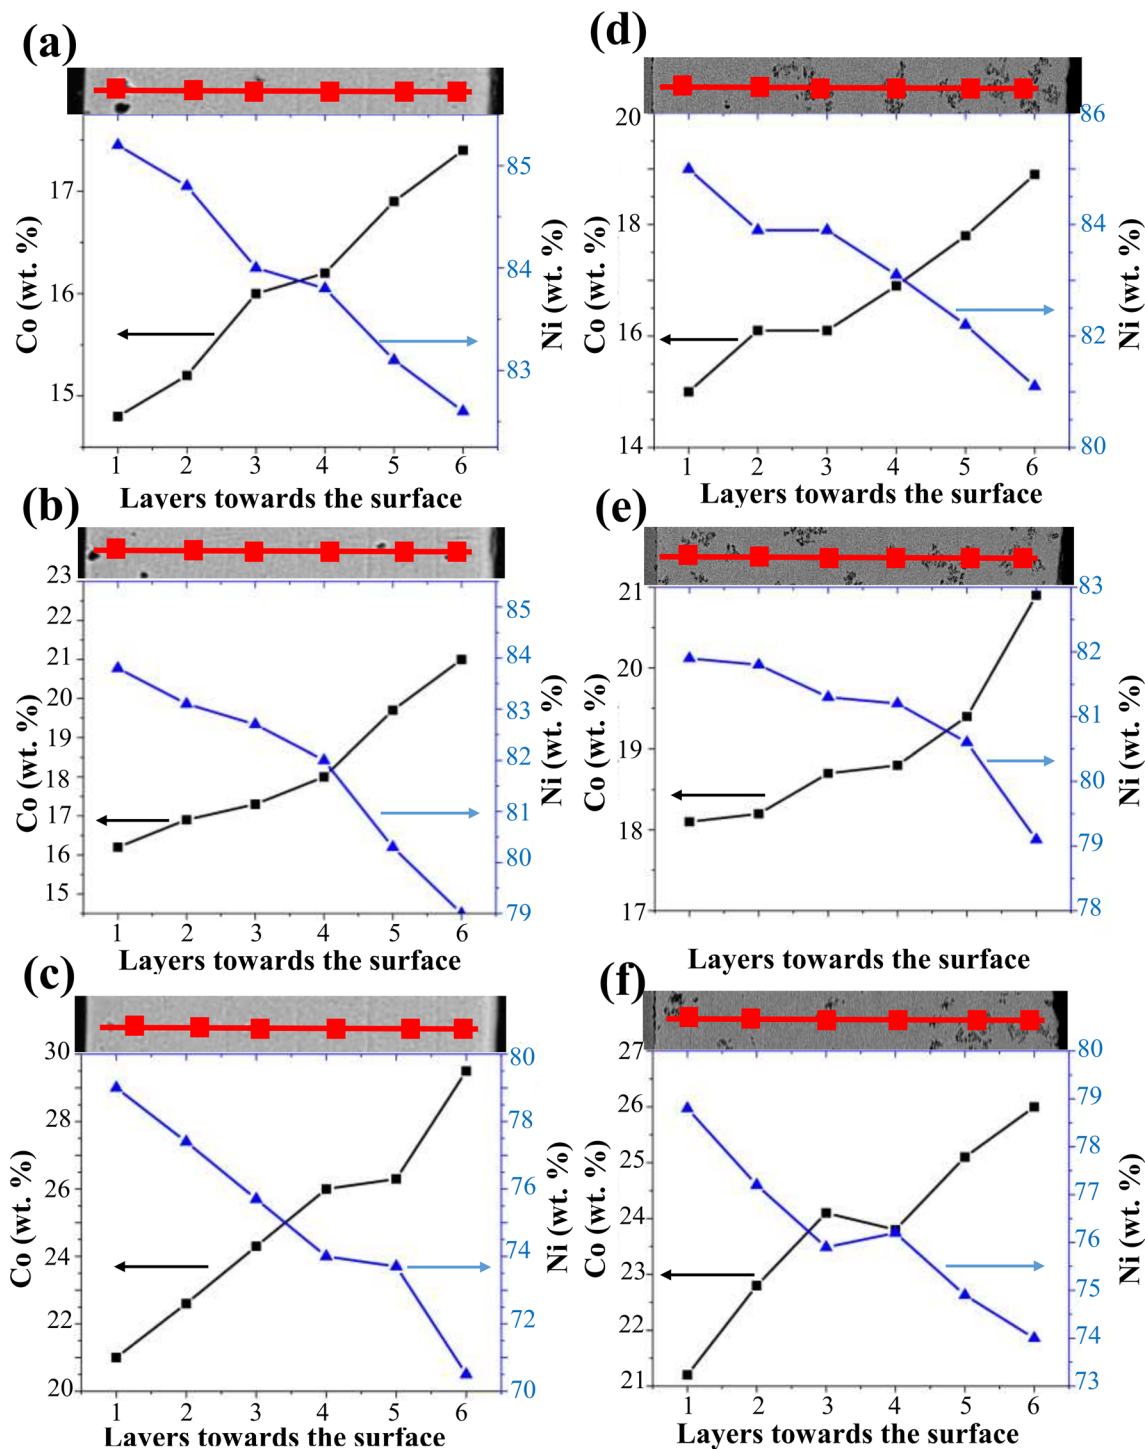 (a)
17
16
15
85
84
83
Co (wt. %)
Ni (wt. %)
1 2 3 4 5 6
Layers towards the surface
(d)
20
18
16
14
86
84
82
80
Co (wt. %)
Ni (wt. %)
1 2 3 4 5 6
Layers towards the surface
(b)
23
22
21
20
19
18
17
16
15
85
84
83
82
81
80
79
Co (wt. %)
Ni (wt. %)
1 2 3 4 5 6
Layers towards the surface
(e)
21
20
19
18
17
83
82
81
80
79
78
Co (wt. %)
Ni (wt. %)
Layers towards the surface
(c)
30
28
26
24
22
20
80
78
76
74
72
70
Co (wt. %)
Ni (wt. %)
1 2 3 4 5 6
Layers towards the surface
(f)
27
26
25
24
23
22
21
80
79
78
77
76
75
74
73
Co (wt. %)
Ni (wt. %)
1 2 3 4 5 6
Layers towards the surface